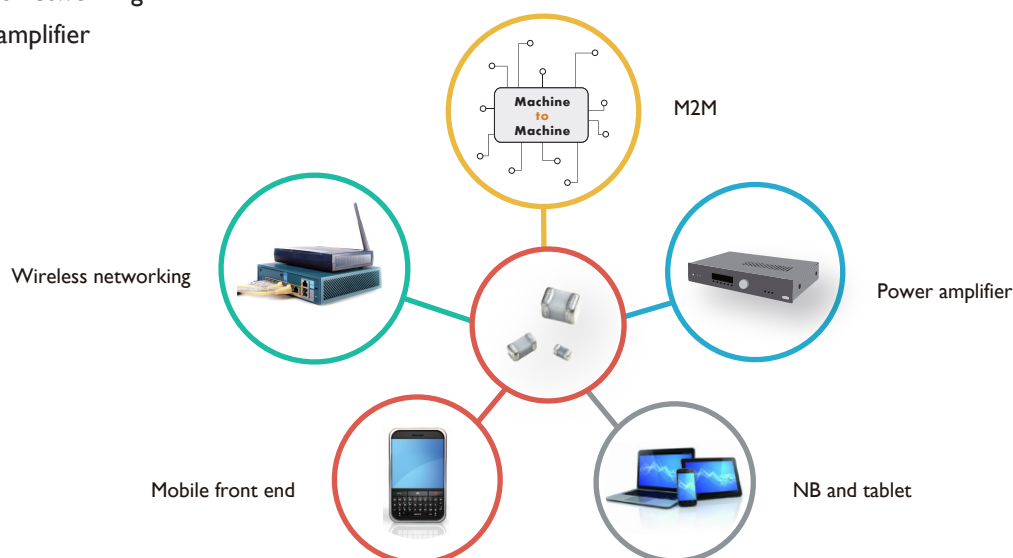 amplifier
Machine
to
Machine
M2M
Wireless networking
Power amplifier
Mobile front end
NB and tablet